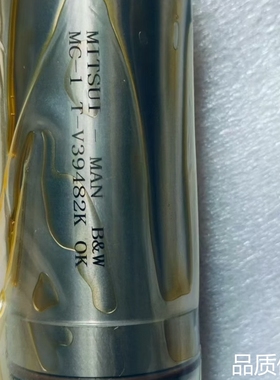 MITSUI - MAN B&W
MC-1 T-V39482K OK
品质